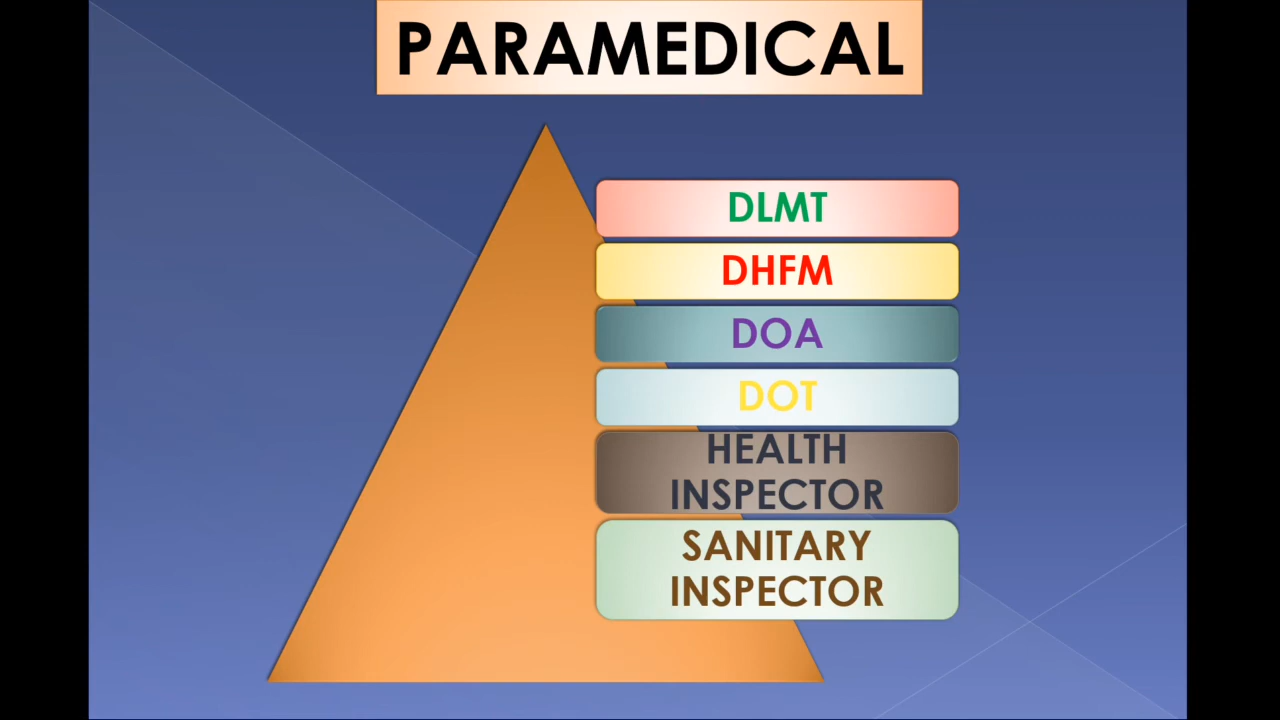 PARAMEDICAL
DLMT
DHFM
DOA
DOT
HEALTH
INSPECTOR
SANITARY
INSPECTOR